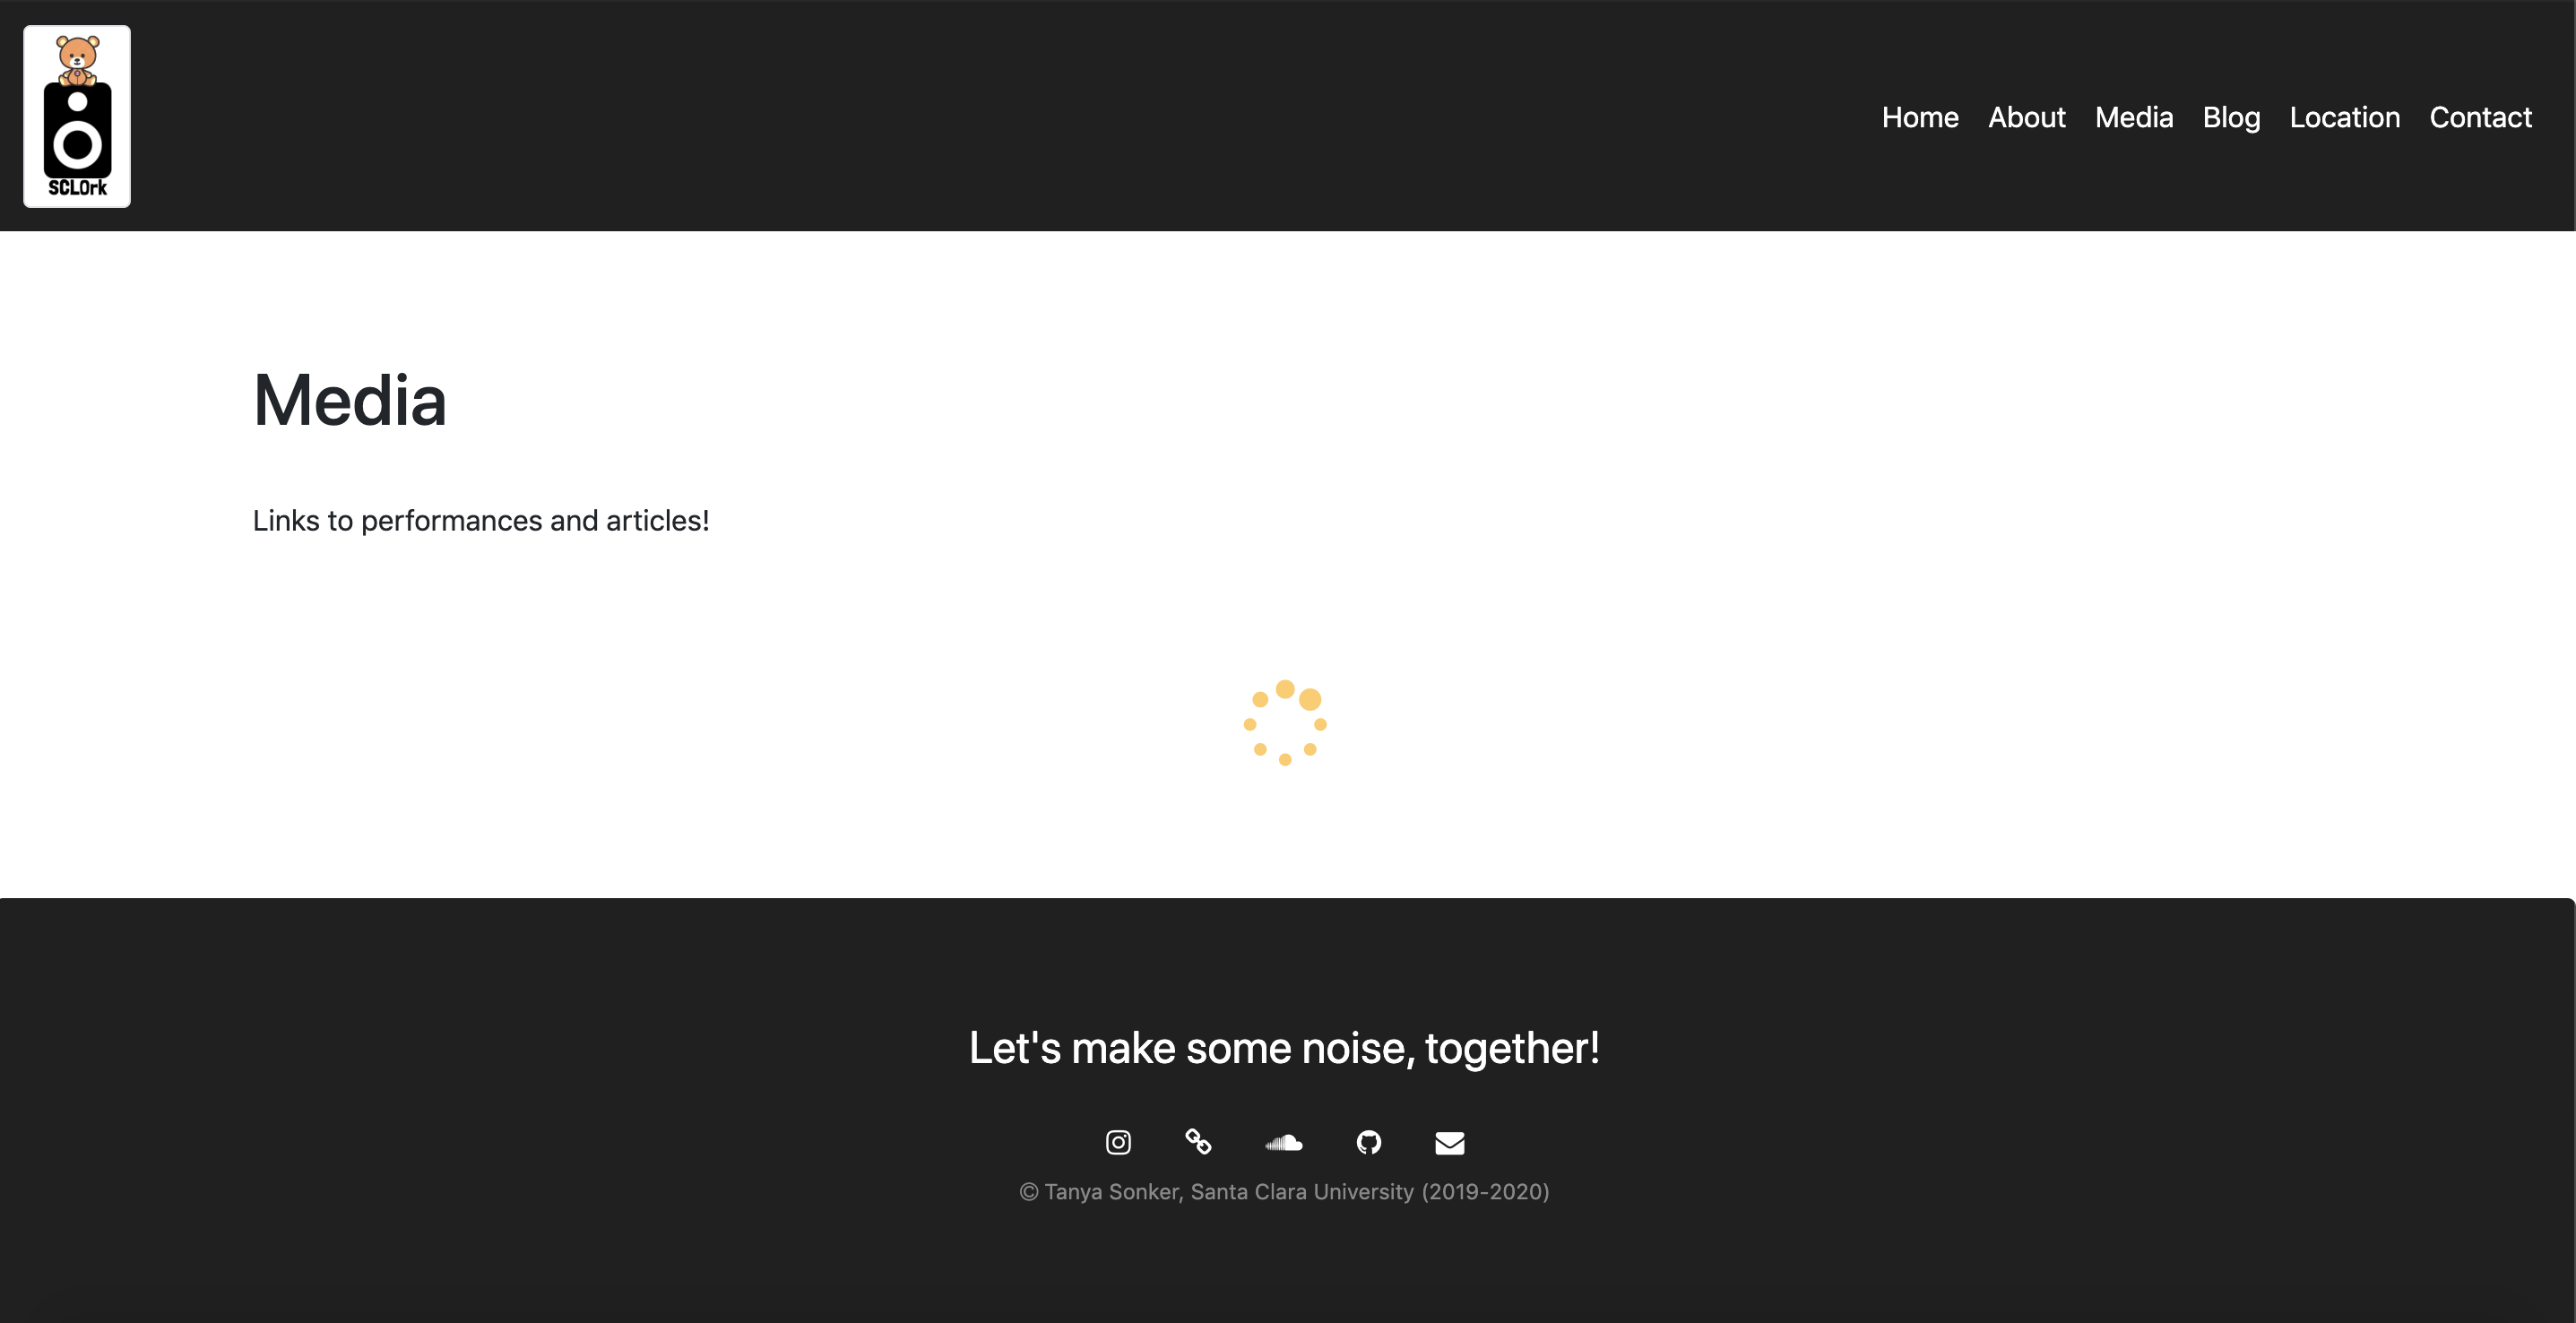 SCLOrk
Home About Media Blog Location Contact
Media
Links to performances and articles!
Let's make some noise, together!
© Tanya Sonker, Santa Clara University (2019-2020)